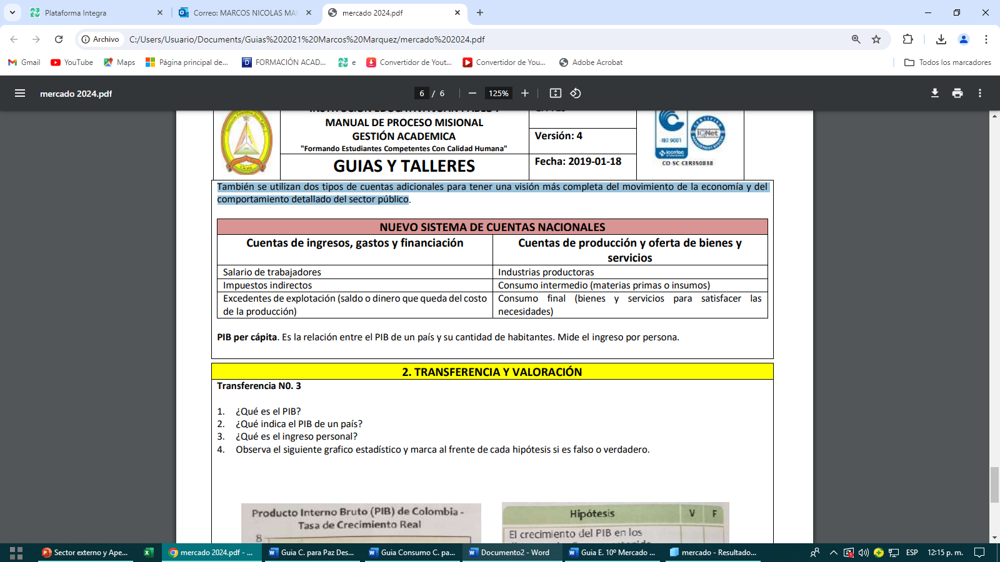 Plataforma Integra
Correo: MARCOS NICOLAS MAR
mercado 2024.pdf
Archivo
C:/Users/Usuario/Documents/Guias%202021%20Marcos%20Marquez/mercado%202024.pdf
Gmail
YouTube
Maps
Página principal de...
FORMACIÓN ACAD...
e
Convertidor de Yout...
Convertidor de You...
Adobe Acrobat
Todos los marcadores
mercado 2024.pdf
6 / 6
125%
MANUAL DE PROCESO MISIONAL
GESTIÓN ACADEMICA
"Formando Estudiantes Competentes Con Calidad Humana"
GUIAS Y TALLERES
Versión: 4
Fecha: 2019-01-18
ISO 9001
icontec
IQNet
CO-SC-CER350838
También se utilizan dos tipos de cuentas adicionales para tener una visión más completa del movimiento de la economía y del
comportamiento detallado del sector público.
NUEVO SISTEMA DE CUENTAS NACIONALES
Cuentas de ingresos, gastos y financiación
Cuentas de producción y oferta de bienes y
servicios
Salario de trabajadores
Industrias productoras
Impuestos indirectos
Consumo intermedio (materias primas o insumos)
Excedentes de explotación (saldo o dinero que queda del costo
de la producción)
Consumo final (bienes y servicios para satisfacer las
necesidades)
PIB per cápita. Es la relación entre el PIB de un país y su cantidad de habitantes. Mide el ingreso por persona.
2. TRANSFERENCIA Y VALORACIÓN
Transferencia N0. 3
1. ¿Qué es el PIB?
2. ¿Qué indica el PIB de un país?
3. ¿Qué es el ingreso personal?
4. Observa el siguiente grafico estadístico y marca al frente de cada hipótesis si es falso o verdadero.
Producto Interno Bruto (PIB) de Colombia -
Tasa de Crecimiento Real
8
Hipótesis V F
El crecimiento del PIB en los
Sector externo y Ape...
mercado 2024.pdf - ...
Guia C. para Paz Des...
Guia Consumo C. pa...
Documento2 - Word
Guia E. 10º Mercado ...
mercado - Resultado...
ESP
12:15 p. m.